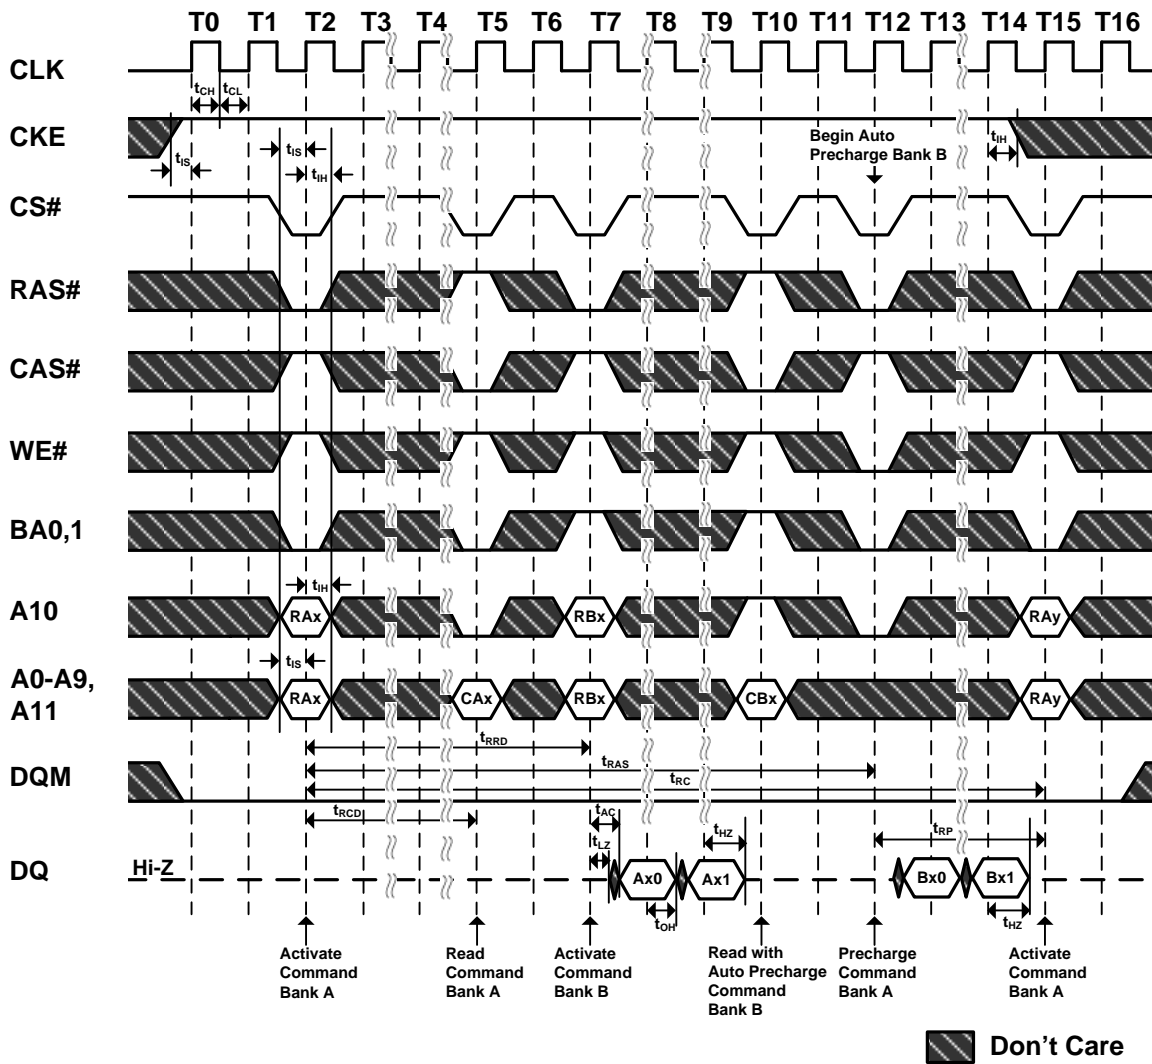 T0 T1 T2 T3 T4 T5 T6 T7 T8 T9 T10 T11 T12 T13 T14 T15 T16
CLK
tCH tCL
CKE
tIS
tIS
tIH
Begin Auto
Precharge Bank B
tIH
CS#
RAS#
CAS#
WE#
BA0,1
tIH
A10
RAx RBx RAy
tIS
A0-A9,
A11
RAx CAx RBx CBx RAy
tRRD
tRAS
tRC
DQM
tRCD
tAC
tLZ
tHZ
tRP
DQ
Hi-Z
Ax0 Ax1 Bx0 Bx1
tOH
tHZ
Activate
Command
Bank A
Read
Command
Bank A
Activate
Command
Bank B
Read with
Auto Precharge
Command
Bank B
Precharge
Command
Bank A
Activate
Command
Bank A
Don't Care